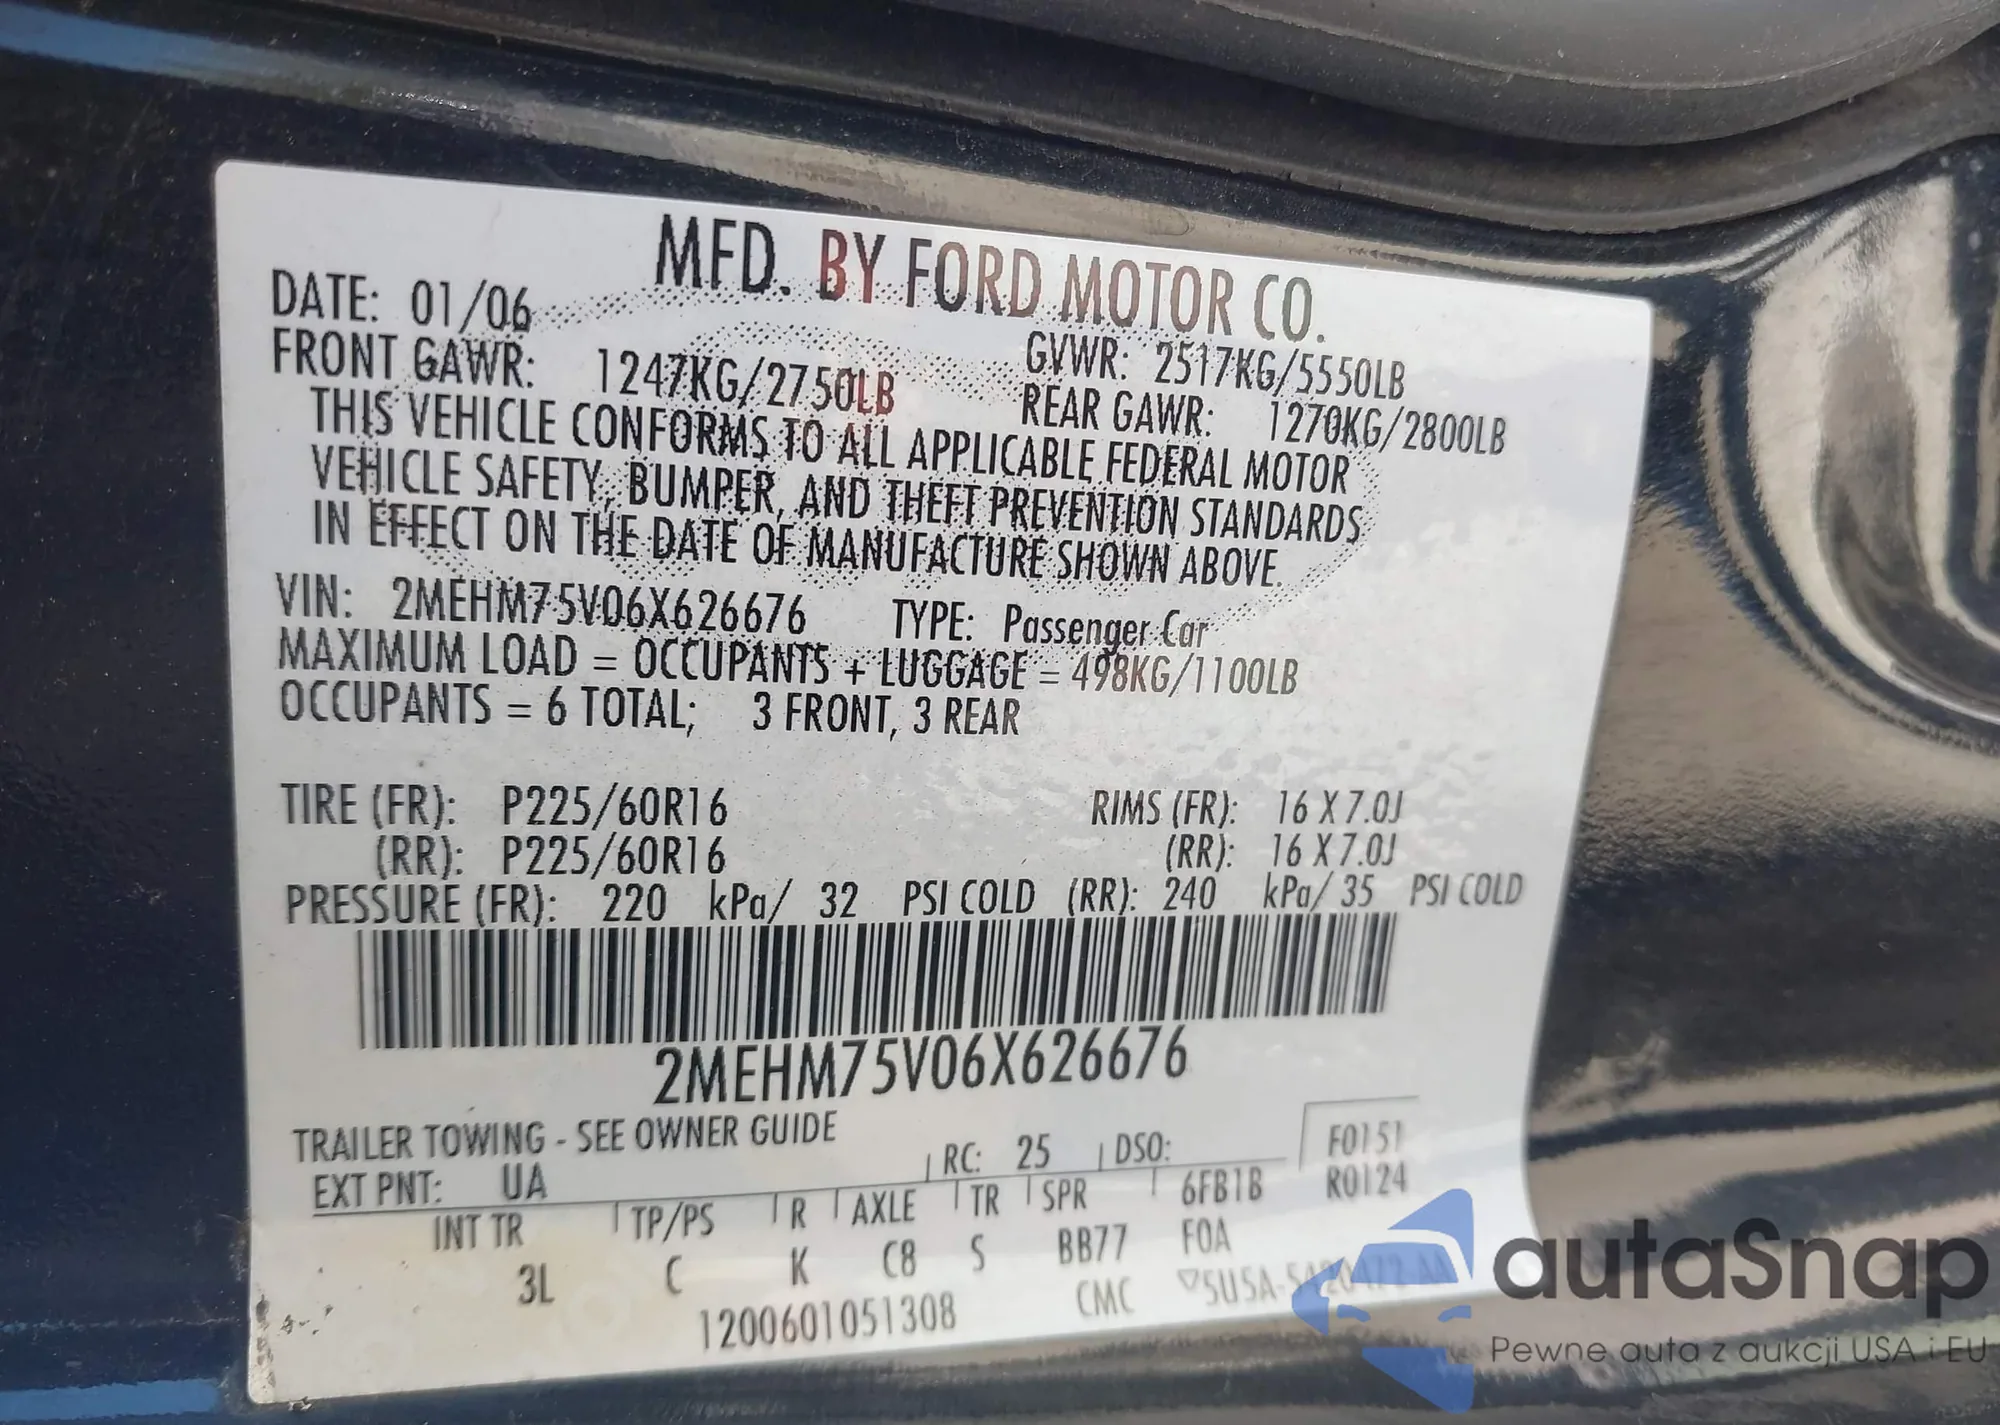 MFD. BY FORD MOTOR CO.
DATE: 01/06 GVWR: 2517KG/5550LB
FRONT GAWR: 1247KG/2750LB REAR GAWR: 1270KG/2800LB
THIS VEHICLE CONFORMS TO ALL APPLICABLE FEDERAL MOTOR
VEHICLE SAFETY, BUMPER, AND THEFT PREVENTION STANDARDS
IN EFFECT ON THE DATE OF MANUFACTURE SHOWN ABOVE.
VIN: 2MEHM75V06X626676 TYPE: Passenger Car
MAXIMUM LOAD = OCCUPANTS + LUGGAGE = 498KG/1100LB
OCCUPANTS = 6 TOTAL; 3 FRONT, 3 REAR
TIRE (FR): P225/60R16 RIMS (FR): 16 X 7.0J
(RR): P225/60R16 (RR): 16 X 7.0J
PRESSURE (FR): 220 kPa/ 32 PSI COLD (RR): 240 kPa/ 35 PSI COLD
2MEHM75V06X626676
TRAILER TOWING - SEE OWNER GUIDE
EXT PNT: UA RC: 25 DSO: F0151
INT TR TP/PS R AXLE TR SPR 6FB1B R0124
3L C K C8 S BB77 FOA
1200601051308 CMC
autaSnap
Pewne auta z aukcji USA i EU